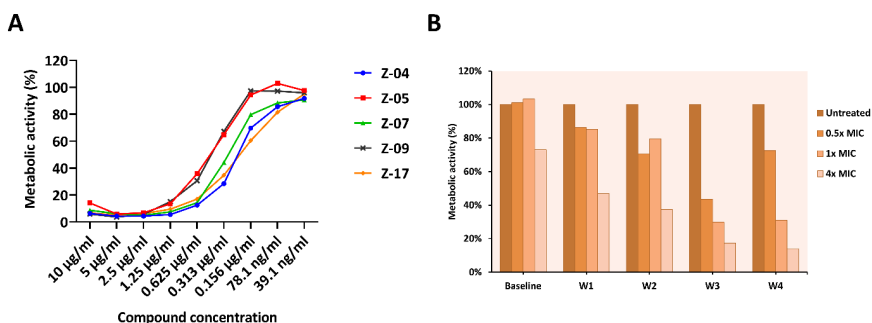 A
Metabolic activity (%)
120
100
80
60
40
20
0
10 µg/ml
5 µg/ml
2.5 µg/ml
1.25 µg/ml
0.625 µg/ml
0.313 µg/ml
0.156 µg/ml
78.1 ng/ml
39.1 ng/ml
Compound concentration
Z-04
Z-05
Z-07
Z-09
Z-17
B
Metabolic activity (%)
120%
100%
80%
60%
40%
20%
0%
Baseline
W1
W2
W3
W4
Untreated
0.5x MIC
1x MIC
4x MIC